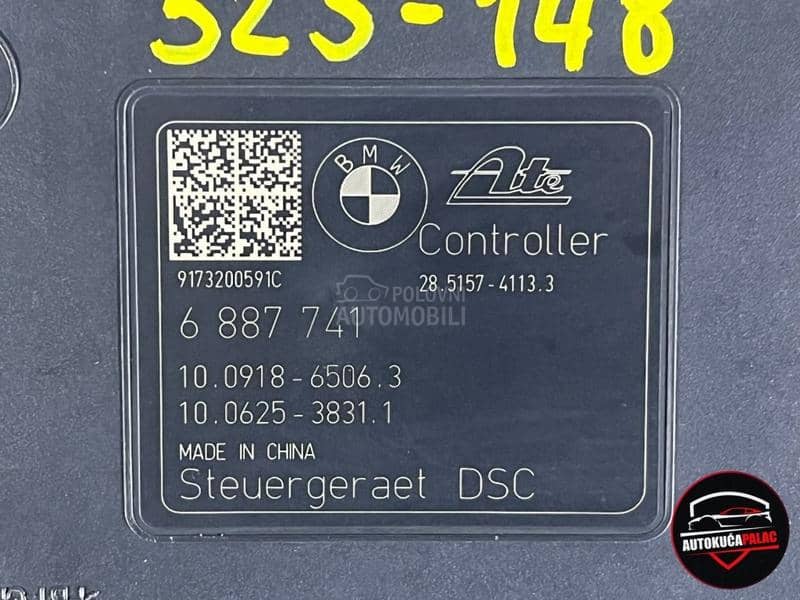 323-148
BMW
Ate
Controller
9173200591C
28.5157-4113.3
POLOVNI
AUTOMOBILI
6 887 741
10.0918-6506.3
10.0625-3831.1
MADE IN CHINA
Steuergeraet DSC
AUTOKUĆAPALAC